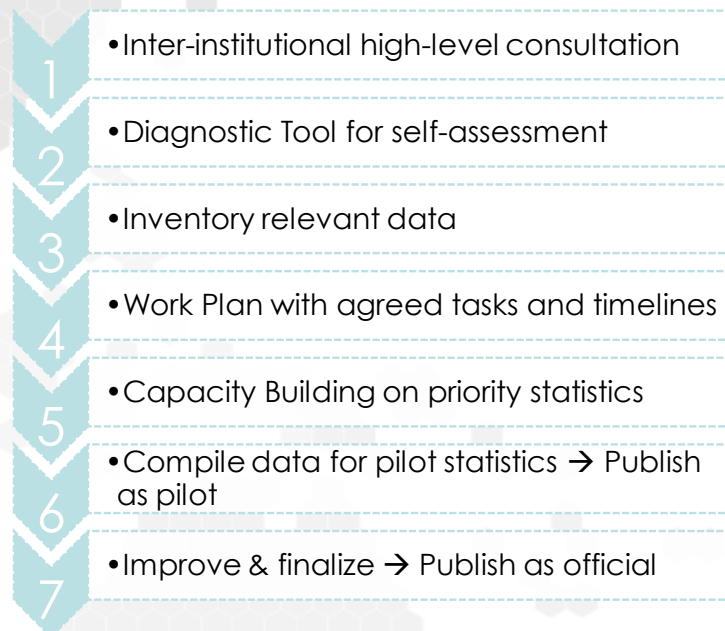 1
•Inter-institutional high-level consultation
2
•Diagnostic Tool for self-assessment
3
•Inventory relevant data
4
•Work Plan with agreed tasks and timelines
5
•Capacity Building on priority statistics
6
•Compile data for pilot statistics → Publish
as pilot
7
•Improve & finalize → Publish as official